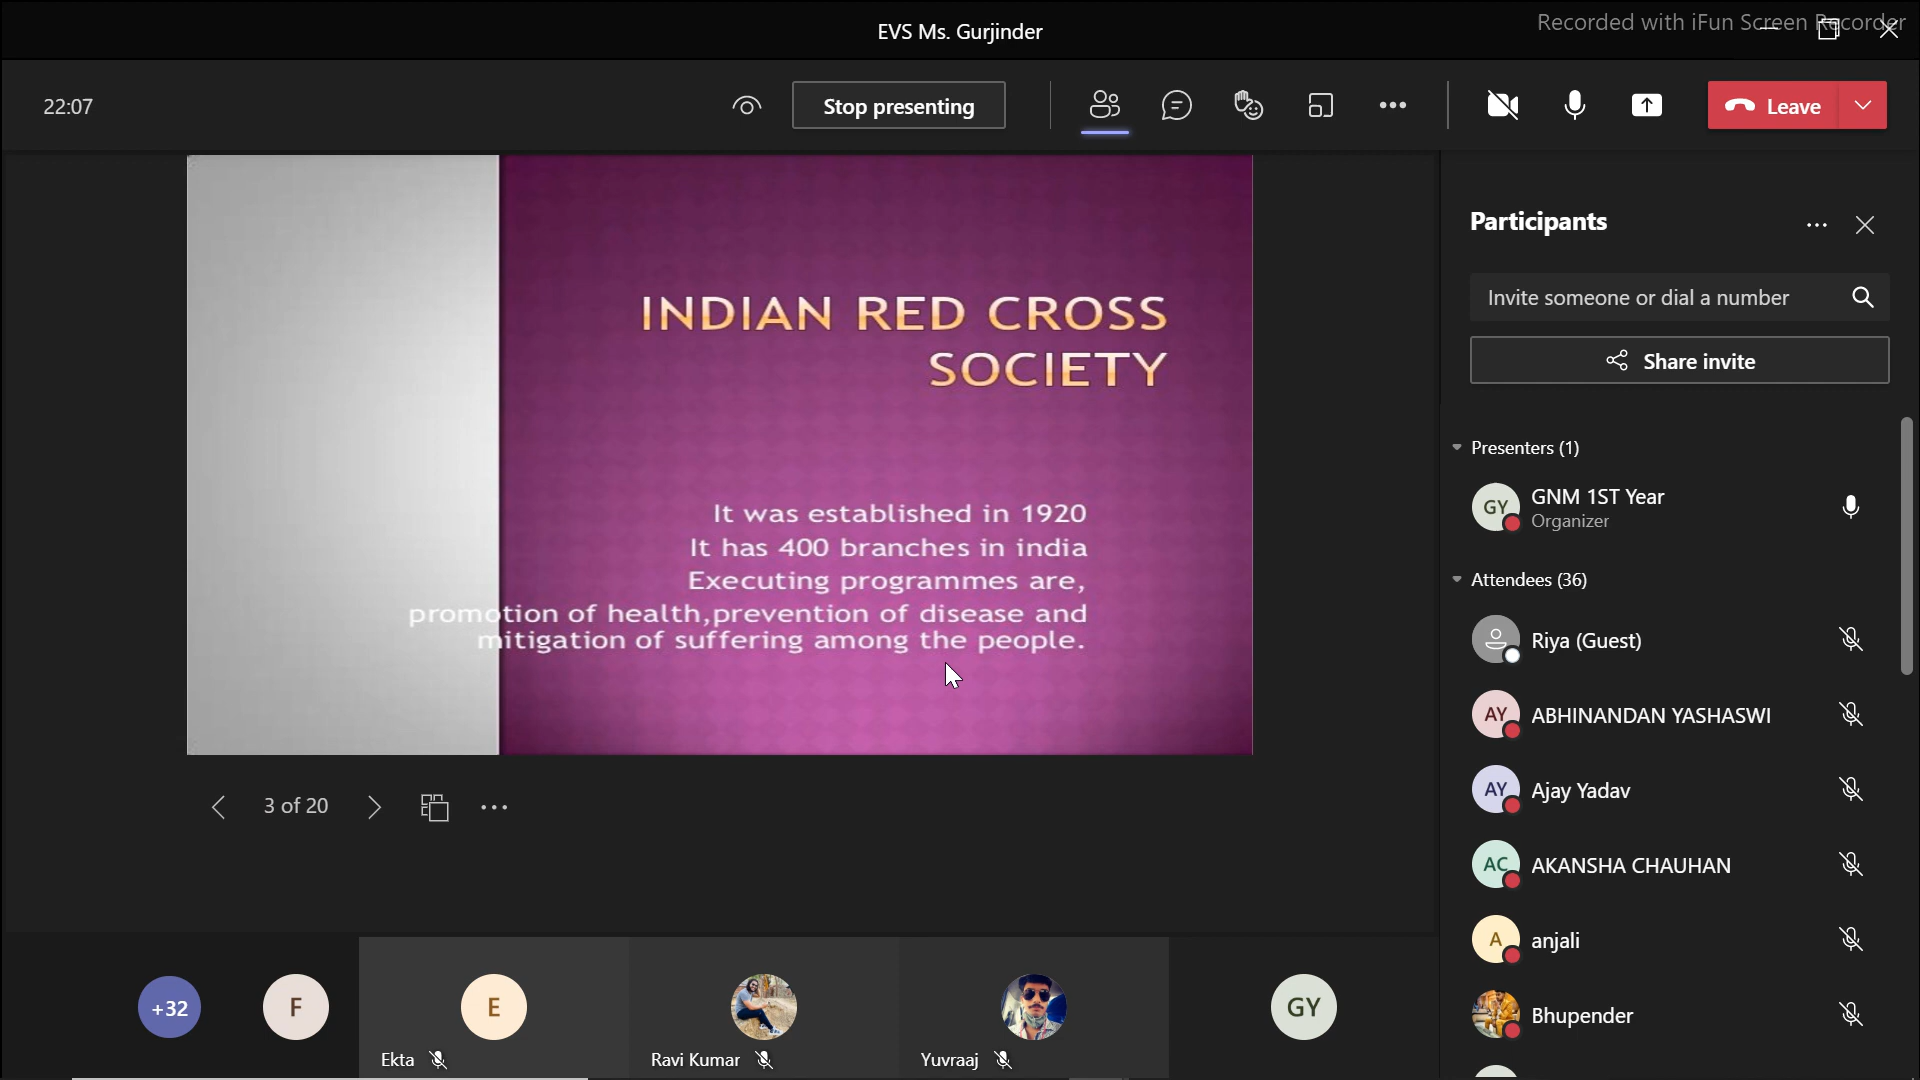 EVS Ms. Gurjinder
Recorded with iFun Screen Recorder
22:07
Stop presenting
Leave
INDIAN RED CROSS
SOCIETY
It was established in 1920
It has 400 branches in india
Executing programmes are,
promotion of health,prevention of disease and
mitigation of suffering among the people.
3 of 20
Participants
Invite someone or dial a number
Share invite
Presenters (1)
GY
GNM 1ST Year
Organizer
Attendees (36)
Riya (Guest)
AY
ABHINANDAN YASHASWI
AY
Ajay Yadav
AC
AKANSHA CHAUHAN
A
anjali
Bhupender
+32
F
E
Ekta
Ravi Kumar
Yuvraaj
GY